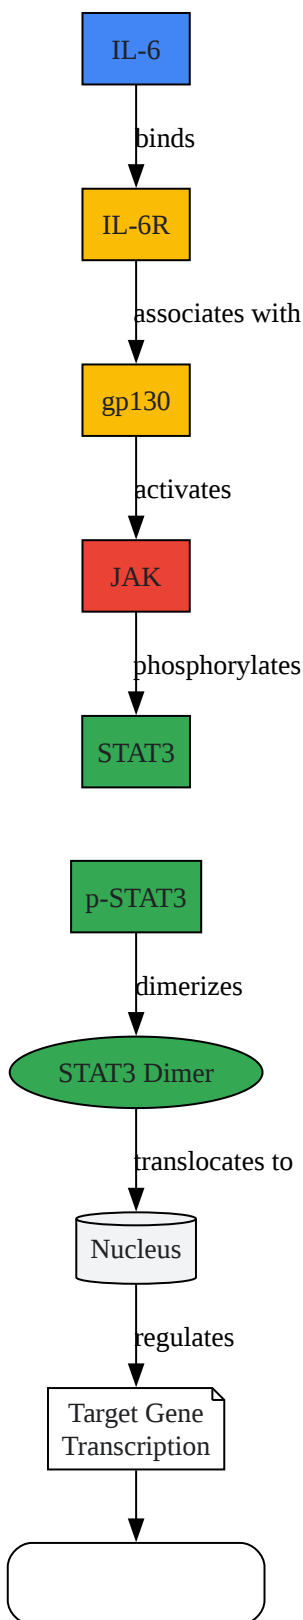 IL-6
binds
IL-6R
associates with
gp130
activates
JAK
phosphorylates
STAT3
p-STAT3
dimerizes
STAT3 Dimer
translocates to
Nucleus
regulates
Target Gene
Transcription